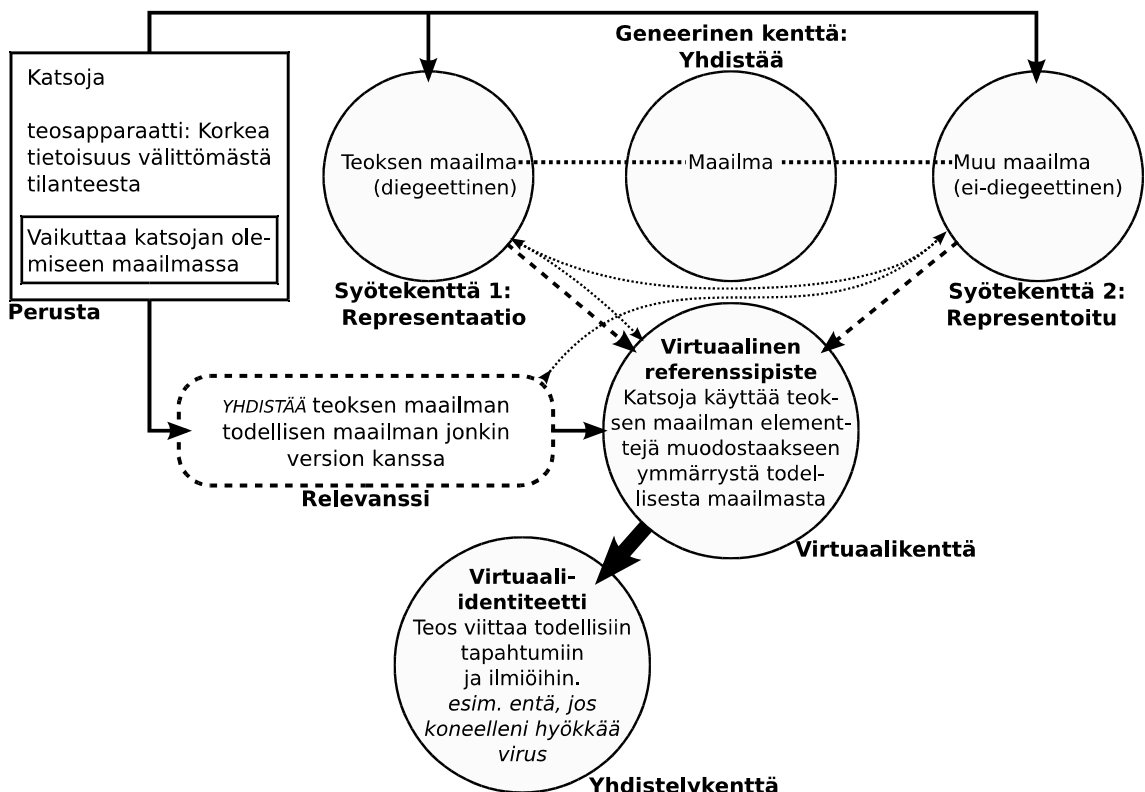 Katsoja
teosapparaatti: Korkea
tietoisuus välittömästä
tilanteesta
Vaikuttaa katsojan ole-
miseen maailmassa
Perusta
Geneerinen kenttä:
Yhdistää
Teoksen maailma
(diegeettinen)
Maailma
Muu maailma
(ei-diegeettinen)
Syötekenttä 1:
Representaatio
Syötekenttä 2:
Representoitu
YHDISTÄÄ teoksen maailman
todellisen maailman jonkin
version kanssa
Relevanssi
Virtuaalinen
referenssipiste
Katsoja käyttää teok-
sen maailman element-
tejä muodostaakseen
ymmärrystä todel-
lisesta maailmasta
Virtuaalikenttä
Virtuaali-
identiteetti
Teos viittaa todellisiin
tapahtumiin
ja ilmiöihin.
esim. entä, jos
koneelleni hyökkää
virus
Yhdistelykenttä